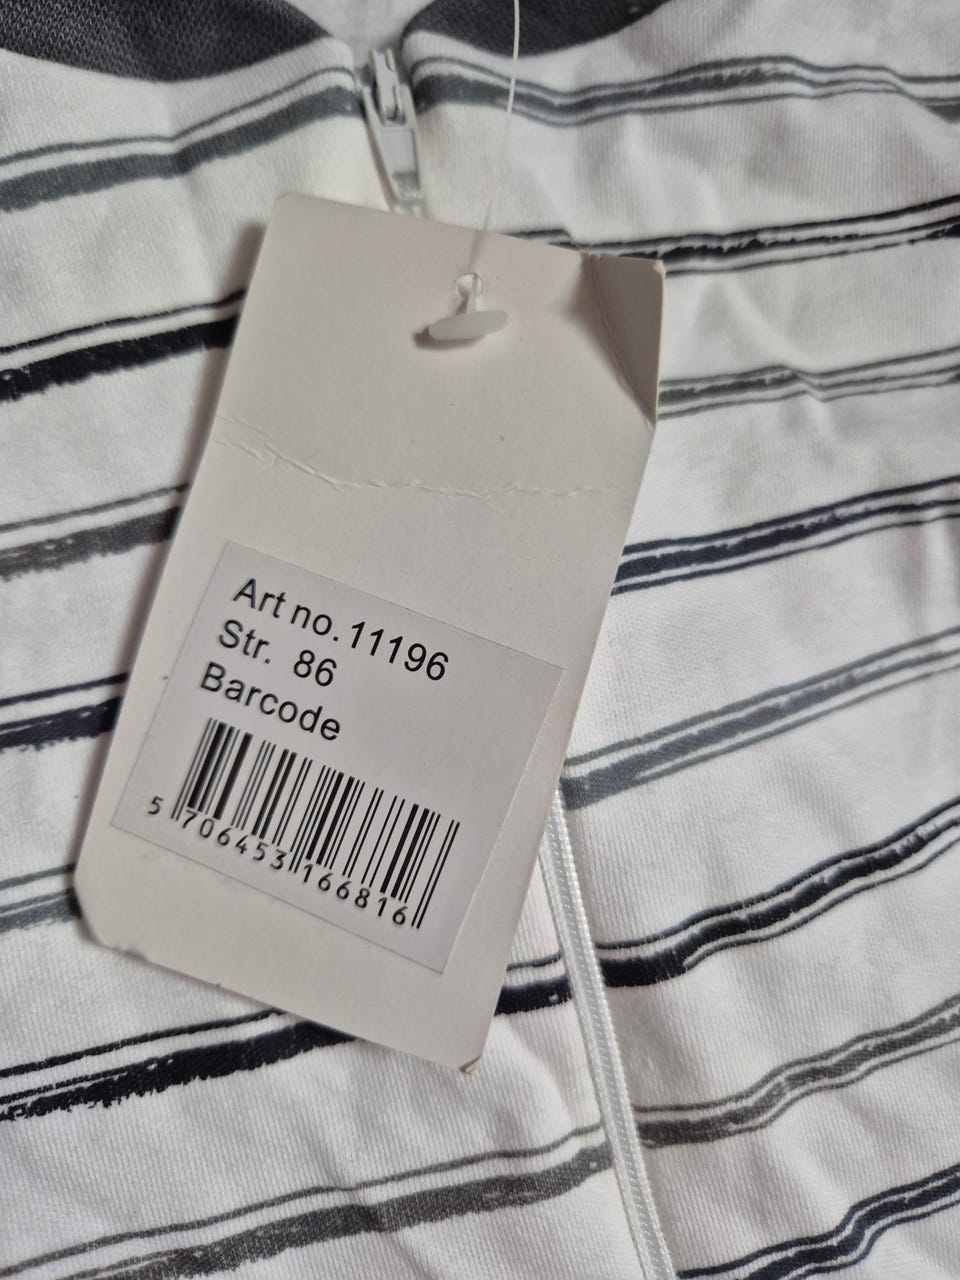 Art no. 11196
Str. 86
Barcode
5 706453 166816